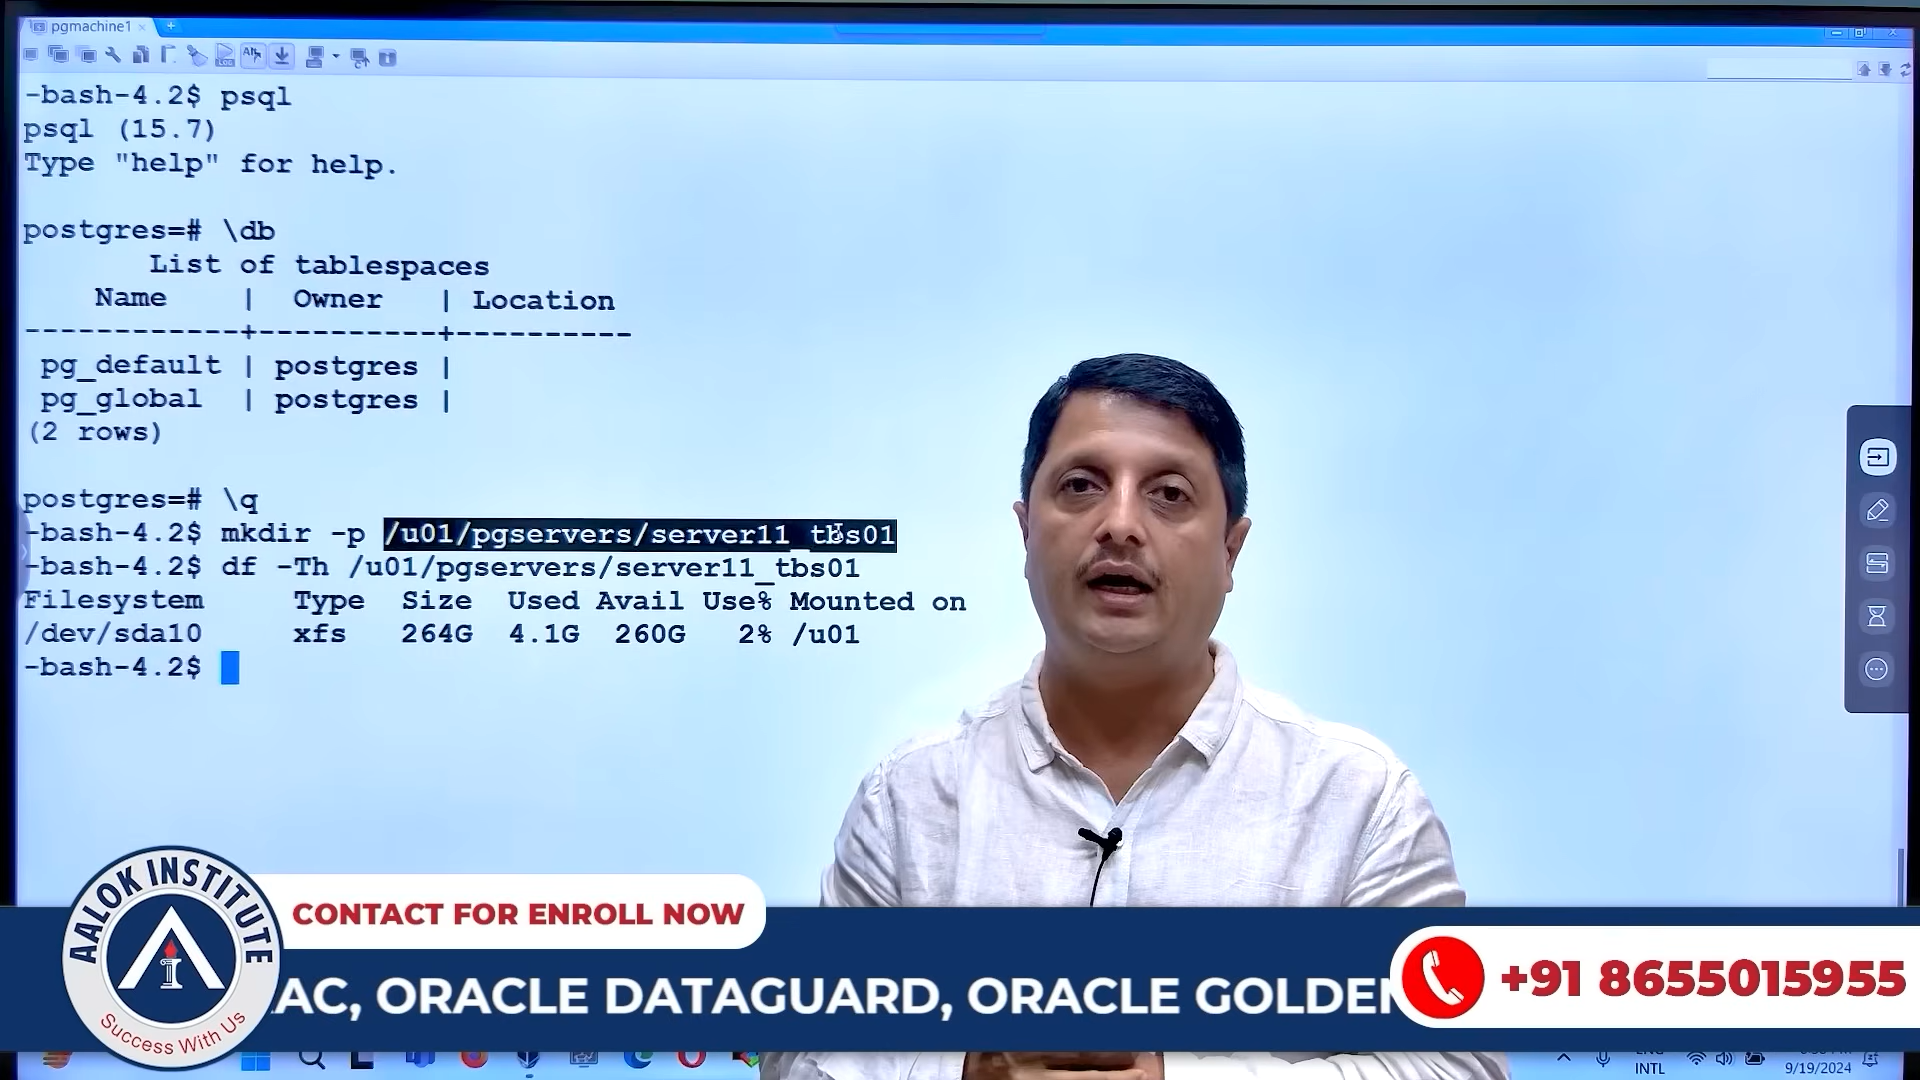 pgmachine1
-bash-4.2$ psql
psql (15.7)
Type "help" for help.
postgres=# \db
List of tablespaces
Name | Owner | Location
------------+----------+----------
pg_default | postgres |
pg_global | postgres |
(2 rows)
postgres=# \q
-bash-4.2$ mkdir -p /u01/pgservers/server11_tbs01
-bash-4.2$ df -Th /u01/pgservers/server11_tbs01
Filesystem Type Size Used Avail Use% Mounted on
/dev/sda10 xfs 264G 4.1G 260G 2% /u01
-bash-4.2$
AALOK INSTITUTE
Success With Us
CONTACT FOR ENROLL NOW
AC, ORACLE DATAGUARD, ORACLE GOLDEN
+91 8655015955
INTL
9/19/2024